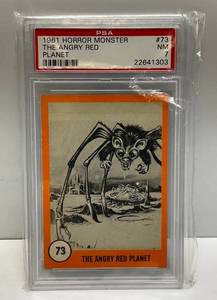 PSA
1961 HORROR MONSTER #73
THE ANGRY RED NM
PLANET 7
22641303
73
THE ANGRY RED PLANET